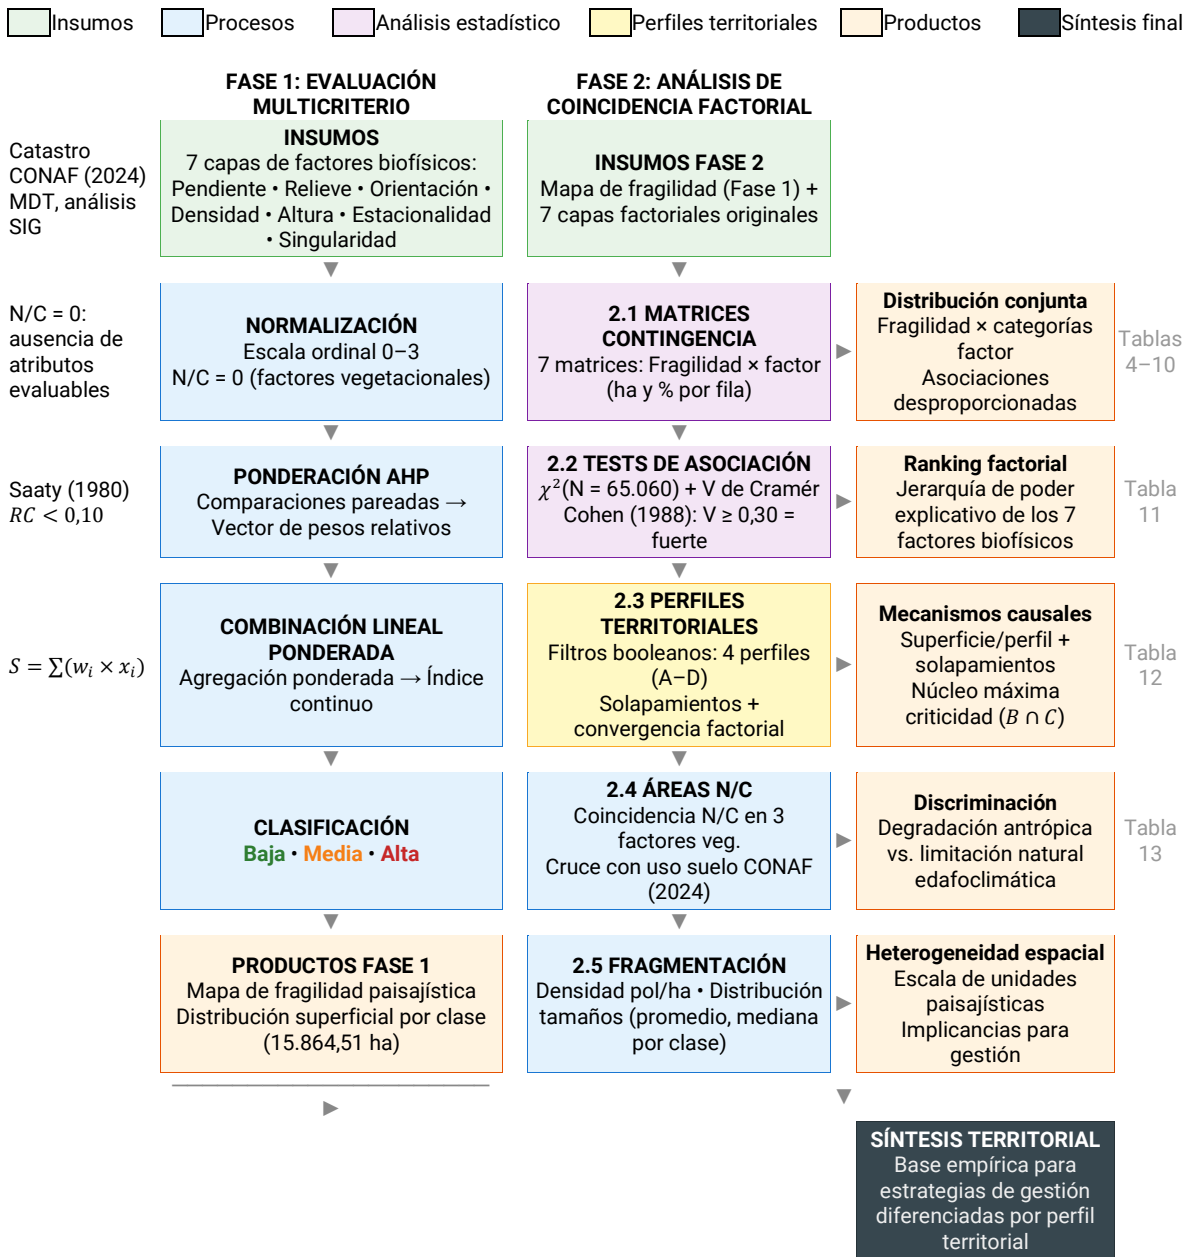 Insumos
Procesos
Análisis estadístico
Perfiles territoriales
Productos
Síntesis final
FASE 1: EVALUACIÓN
MULTICRITERIO
FASE 2: ANÁLISIS DE
COINCIDENCIA FACTORIAL
Catastro
CONAF (2024)
MDT, análisis
SIG
INSUMOS
7 capas de factores biofísicos:
Pendiente • Relieve • Orientación •
Densidad • Altura • Estacionalidad
• Singularidad
INSUMOS FASE 2
Mapa de fragilidad (Fase 1) +
7 capas factoriales originales
▼
▼
N/C = 0:
ausencia de
atributos
evaluables
NORMALIZACIÓN
Escala ordinal 0–3
N/C = 0 (factores vegetacionales)
2.1 MATRICES
CONTINGENCIA
7 matrices: Fragilidad × factor
(ha y % por fila)
►
Distribución conjunta
Fragilidad × categorías
factor
Asociaciones
desproporcionadas
Tablas
4–10
▼
▼
Saaty (1980)
RC < 0,10
PONDERACIÓN AHP
Comparaciones pareadas →
Vector de pesos relativos
2.2 TESTS DE ASOCIACIÓN
χ²(N = 65.060) + V de Cramér
Cohen (1988): V ≥ 0,30 =
fuerte
►
Ranking factorial
Jerarquía de poder
explicativo de los 7
factores biofísicos
Tabla
11
▼
▼
S = ∑(wᵢ × xᵢ)
COMBINACIÓN LINEAL
PONDERADA
Agregación ponderada → Índice
continuo
2.3 PERFILES
TERRITORIALES
Filtros booleanos: 4 perfiles
(A–D)
Solapamientos +
convergencia factorial
►
Mecanismos causales
Superficie/perfil +
solapamientos
Núcleo máxima
criticidad (B ∩ C)
Tabla
12
▼
▼
CLASIFICACIÓN
Baja • Media • Alta
2.4 ÁREAS N/C
Coincidencia N/C en 3
factores veg.
Cruce con uso suelo CONAF
(2024)
►
Discriminación
Degradación antrópica
vs. limitación natural
edafoclimática
Tabla
13
▼
▼
PRODUCTOS FASE 1
Mapa de fragilidad paisajística
Distribución superficial por clase
(15.864,51 ha)
2.5 FRAGMENTACIÓN
Densidad pol/ha • Distribución
tamaños (promedio, mediana
por clase)
►
Heterogeneidad espacial
Escala de unidades
paisajísticas
Implicancias para
gestión
►
▼
SÍNTESIS TERRITORIAL
Base empírica para
estrategias de gestión
diferenciadas por perfil
territorial